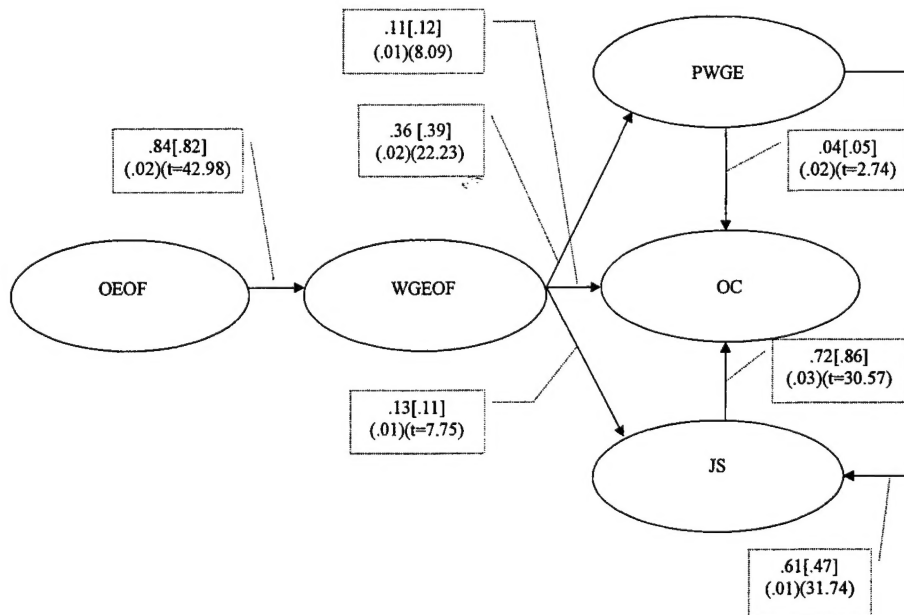 .11[.12]
(.01)(8.09)
PWGE
.36 [.39]
(.02)(22.23)
.84[.82]
(.02)(t=42.98)
.04[.05]
(.02)(t=2.74)
OEOF
WGEOF
OC
.72[.86]
(.03)(t=30.57)
.13[.11]
(.01)(t=7.75)
JS
.61[.47]
(.01)(31.74)